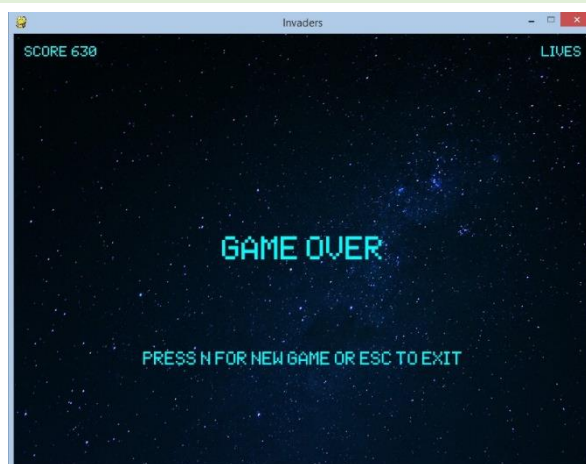 Invaders
SCORE 630 LIVES
GAME OVER
PRESS N FOR NEW GAME OR ESC TO EXIT